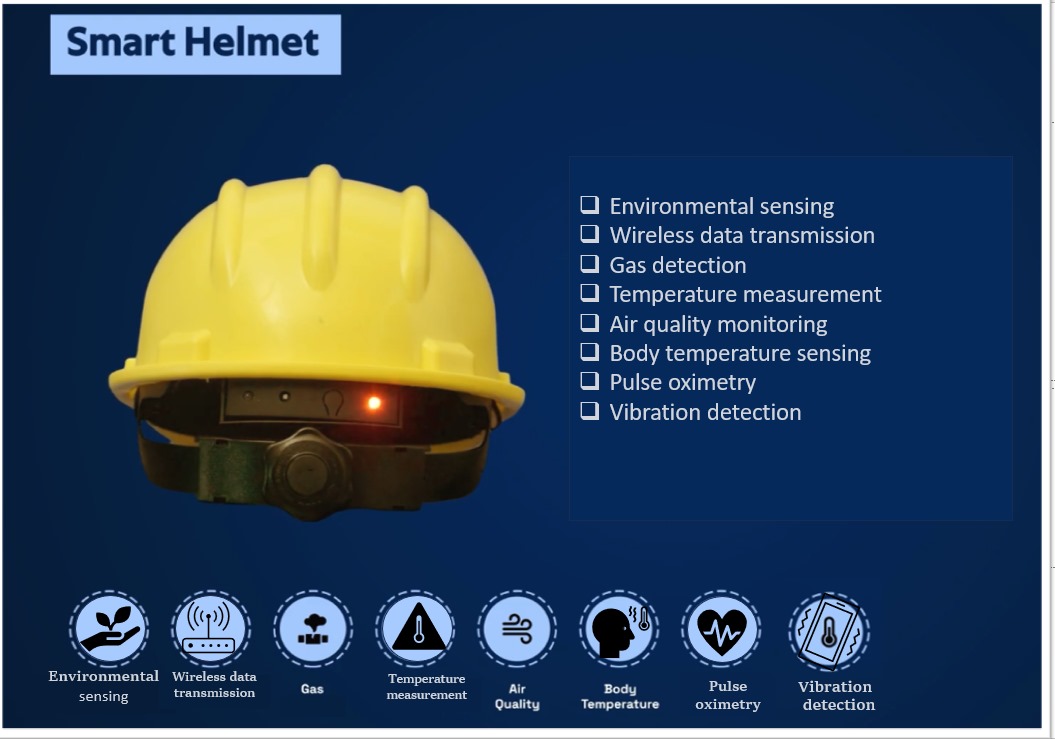 Smart Helmet
❑ Environmental sensing
❑ Wireless data transmission
❑ Gas detection
❑ Temperature measurement
❑ Air quality monitoring
❑ Body temperature sensing
❑ Pulse oximetry
❑ Vibration detection
Environmental
sensing
Wireless data
transmission
Gas
Temperature
measurement
Air
Quality
Body
Temperature
Pulse
oximetry
Vibration
detection